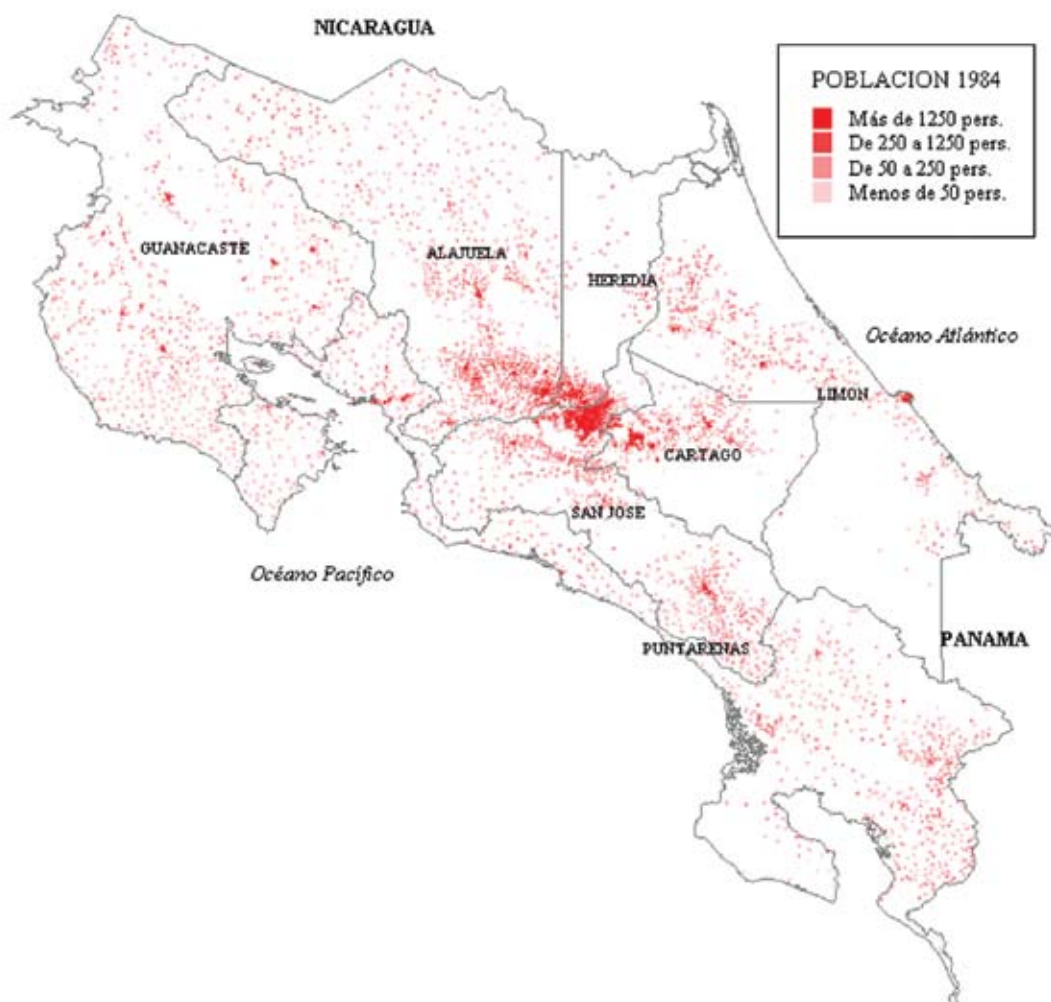 NICARAGUA
POBLACION 1984
Más de 1250 pers.
De 250 a 1250 pers.
De 50 a 250 pers.
Menos de 50 pers.
GUANACASTE
ALAJUELA
HEREDIA
Océano Atlántico
LIMON
CARTAGO
SAN JOSE
Océano Pacífico
PUNTARENAS
PANAMA